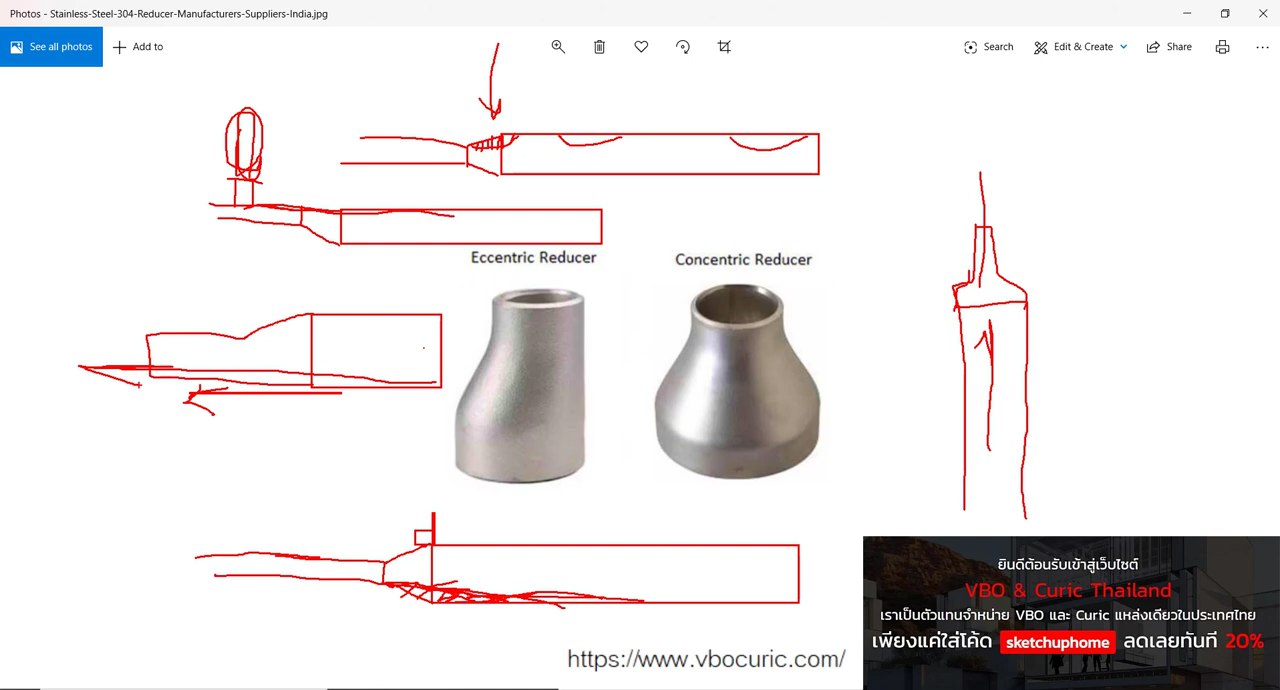 Photos - Stainless-Steel-304-Reducer-Manufacturers-Suppliers-India.jpg
See all photos
Add to
Search
Edit & Create
Share
Eccentric Reducer
Concentric Reducer
ยินดีต้อนรับเข้าสู่เว็บไซต์
VBO & Curic Thailand
เราเป็นตัวแทนจำหน่าย VBO และ Curic แหล่งเดียวในประเทศไทย
เพียงแค่ใส่โค้ด sketchuphome ลดเลยทันที 20%
https://www.vbocuric.com/